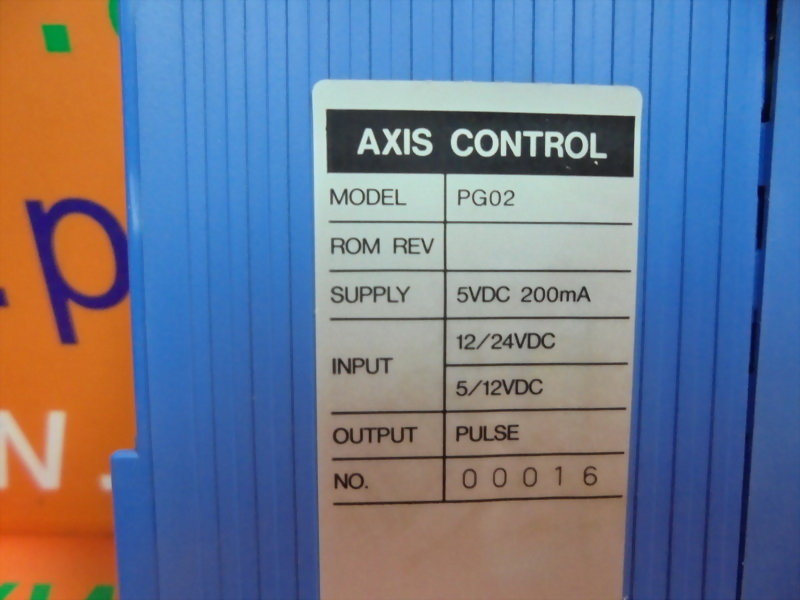 AXIS CONTROL
MODEL PG02
ROM REV
SUPPLY 5VDC 200mA
INPUT 12/24VDC
5/12VDC
OUTPUT PULSE
NO. 00016
p
N.